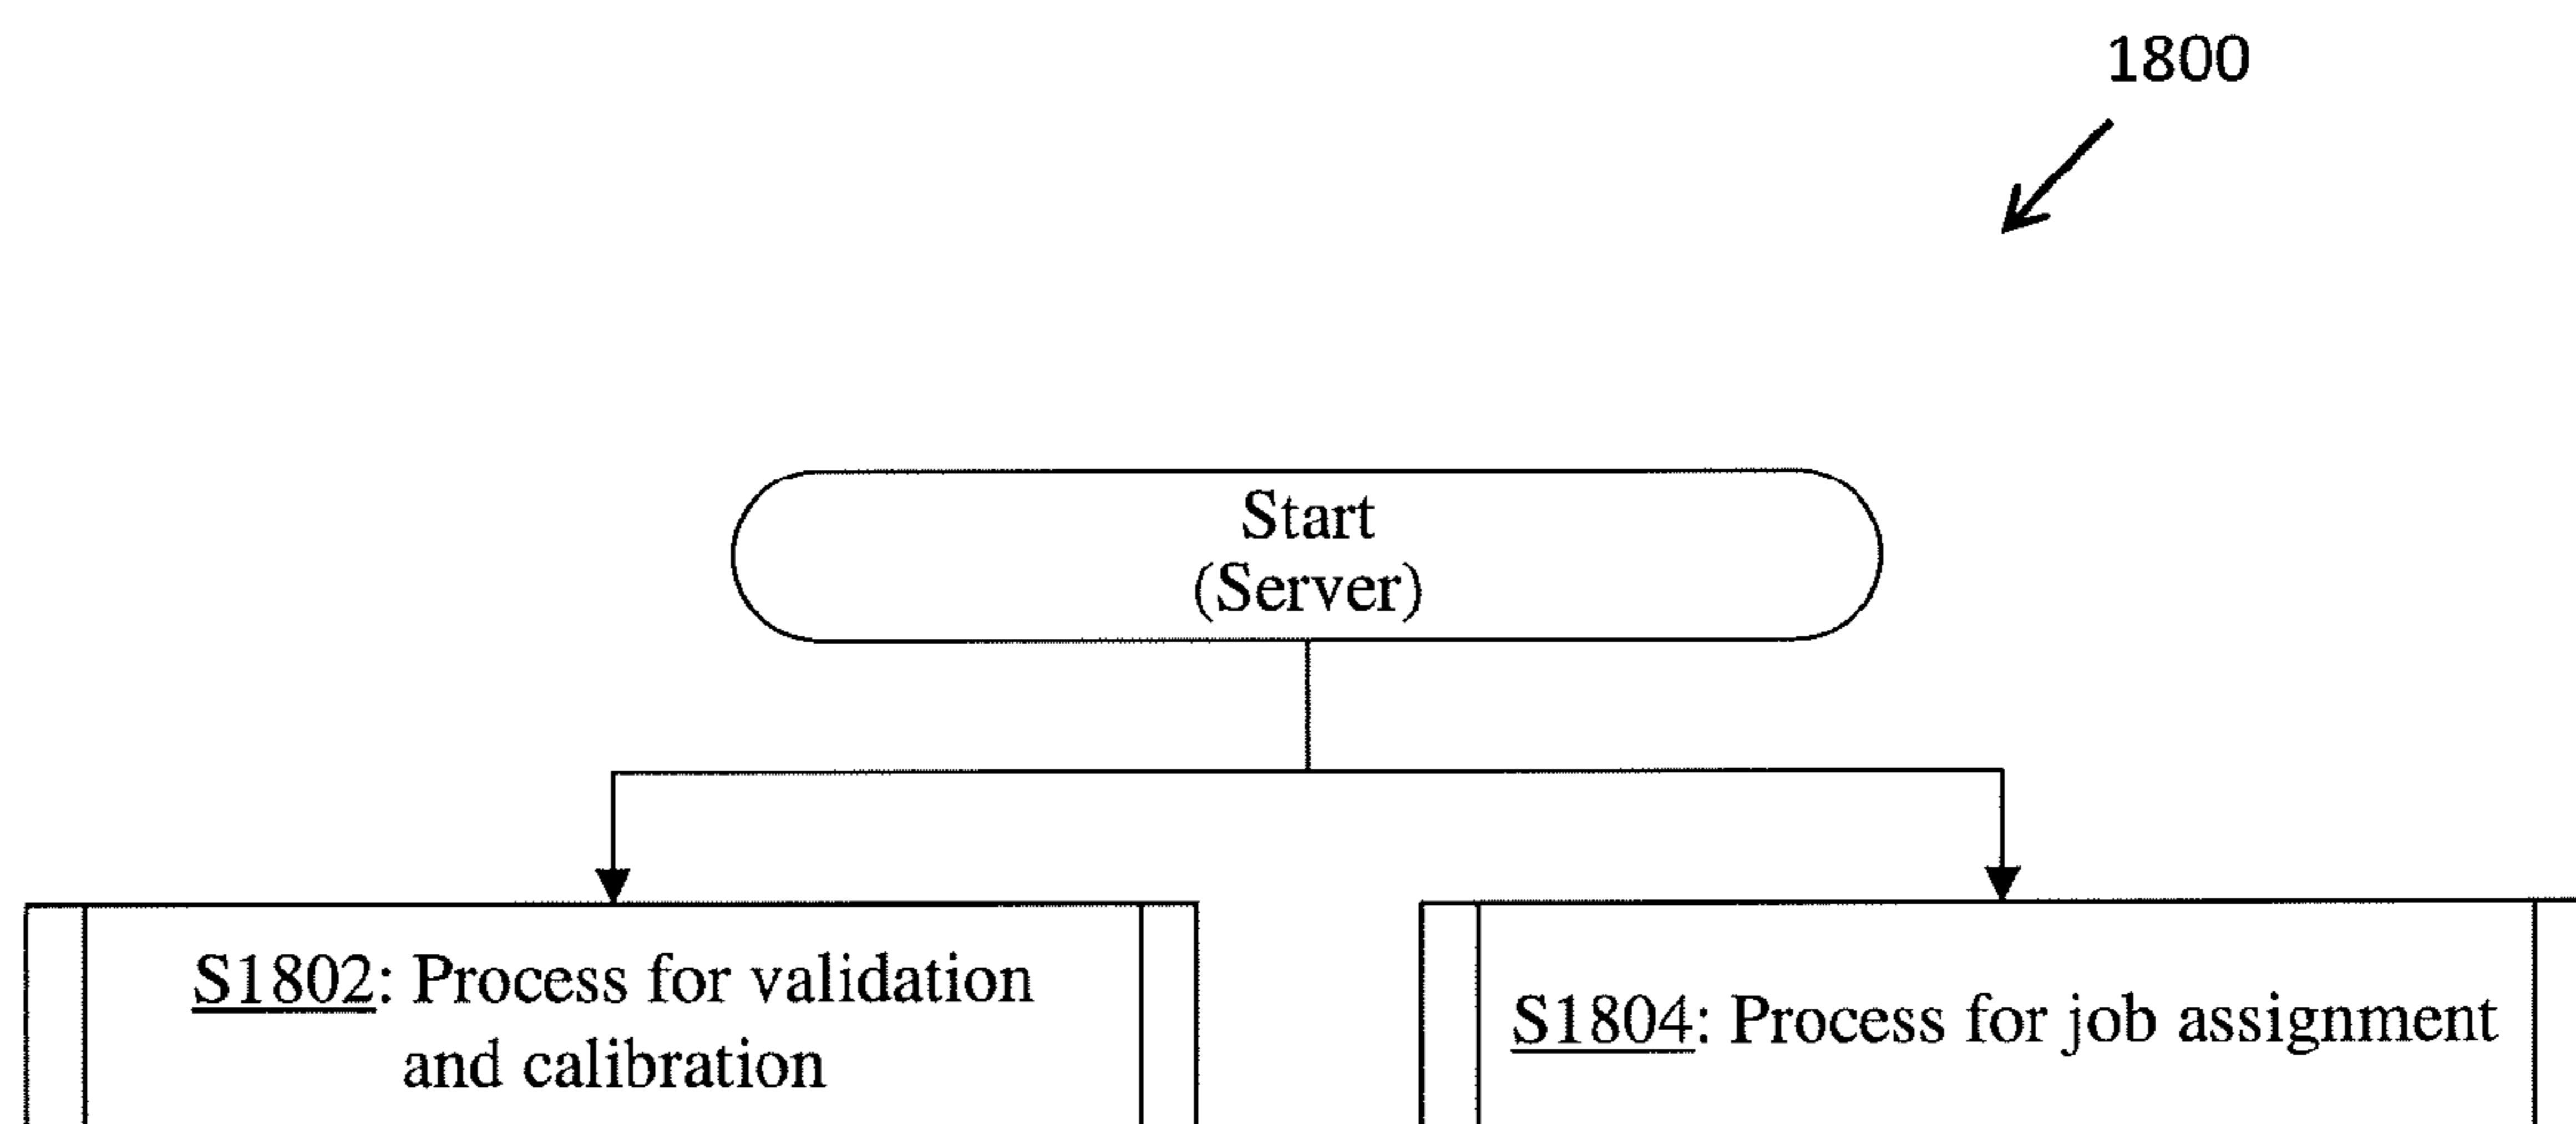 1800
Start
(Server)
S1802: Process for validation
and calibration
S1804: Process for job assignment